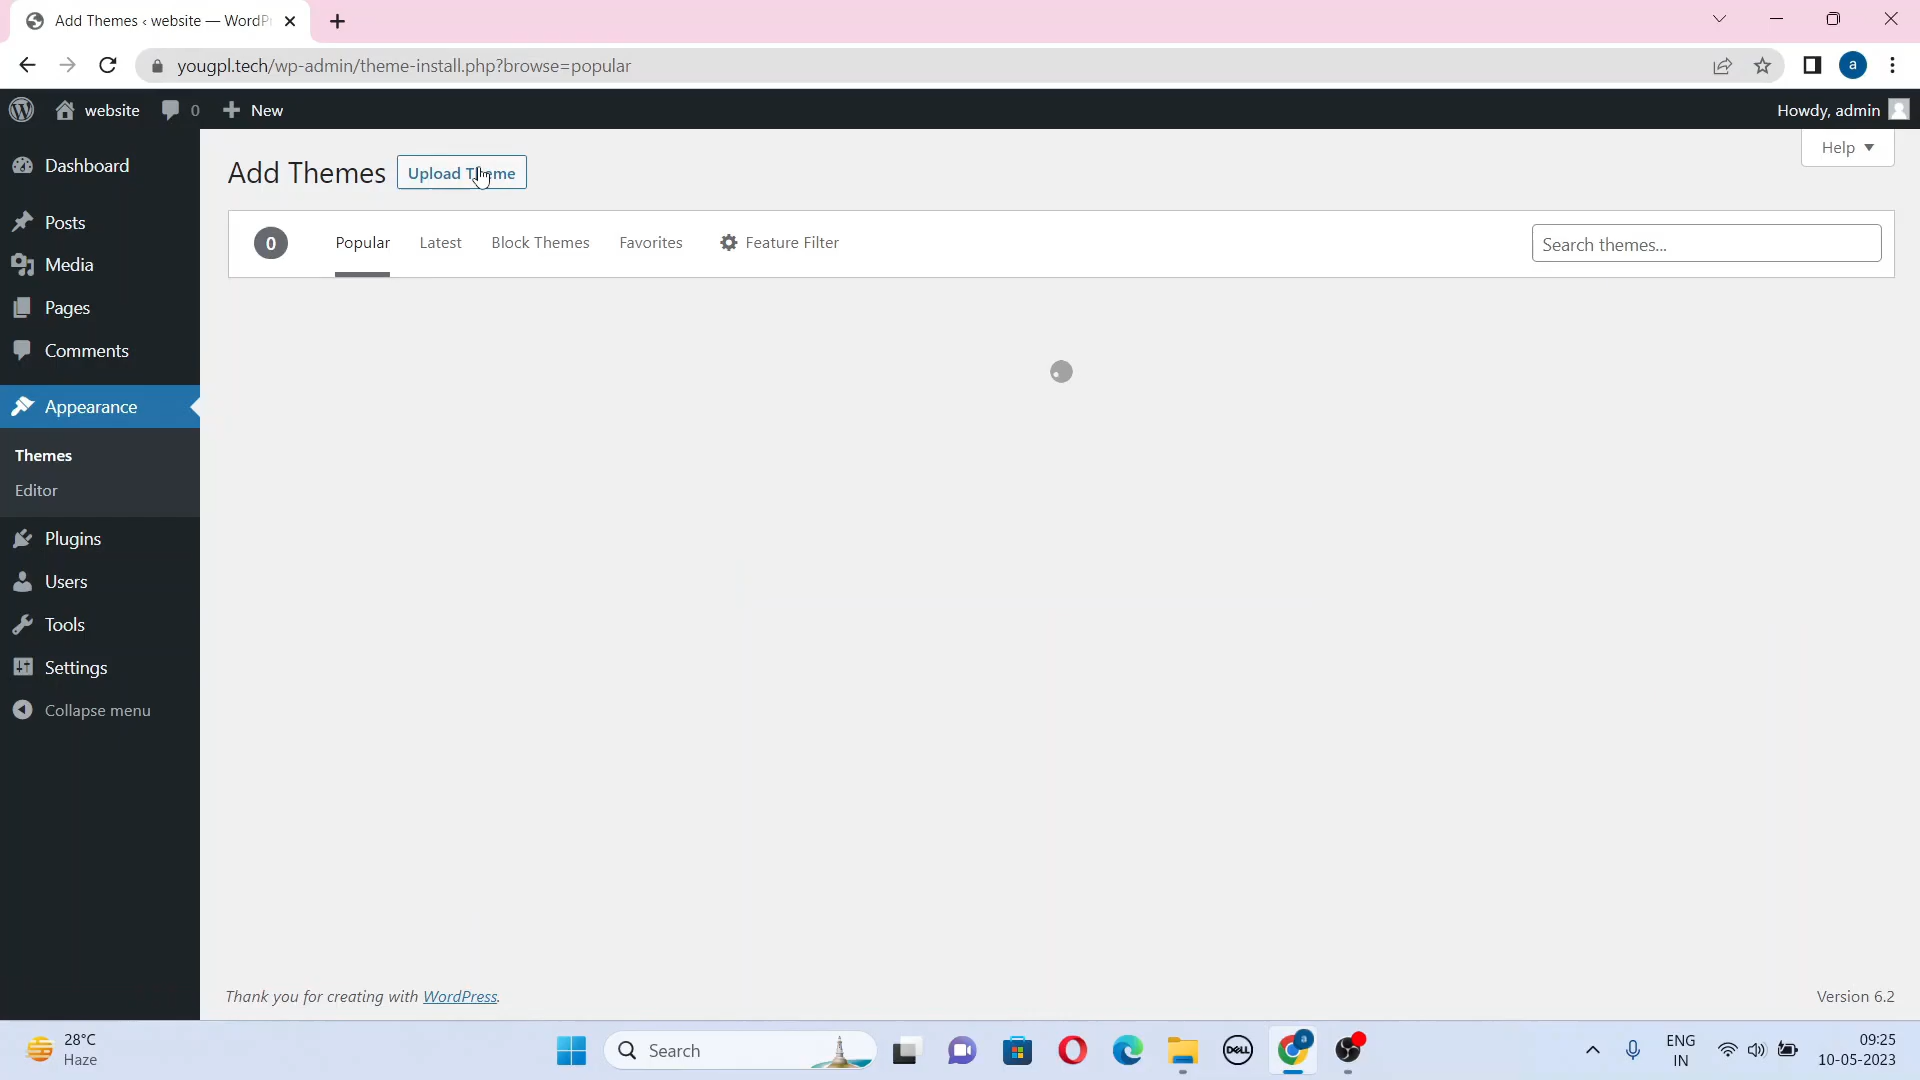 Add Themes ‹ website — WordP
yougpl.tech/wp-admin/theme-install.php?browse=popular
a
website
0
New
Howdy, admin
Dashboard
Posts
Media
Pages
Comments
Appearance
Themes
Editor
Plugins
Users
Tools
Settings
Collapse menu
Help
Add Themes
Upload Theme
0
Popular
Latest
Block Themes
Favorites
Feature Filter
Search themes...
Thank you for creating with WordPress.
Version 6.2
28°C
Haze
Search
DELL
a
ENG
IN
09:25
10-05-2023